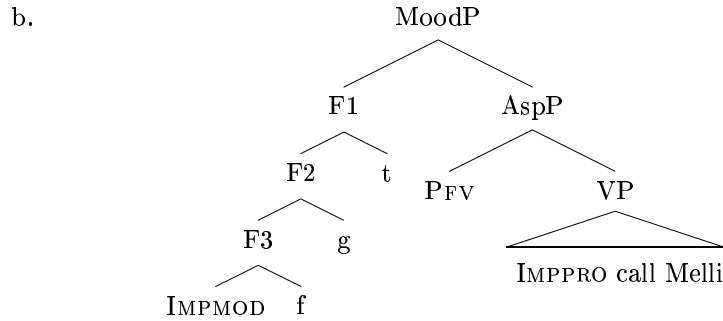 b. MoodP
F1 AspP
F2 t PFV VP
F3 g
IMPPRO call Melli
IMPMOD f